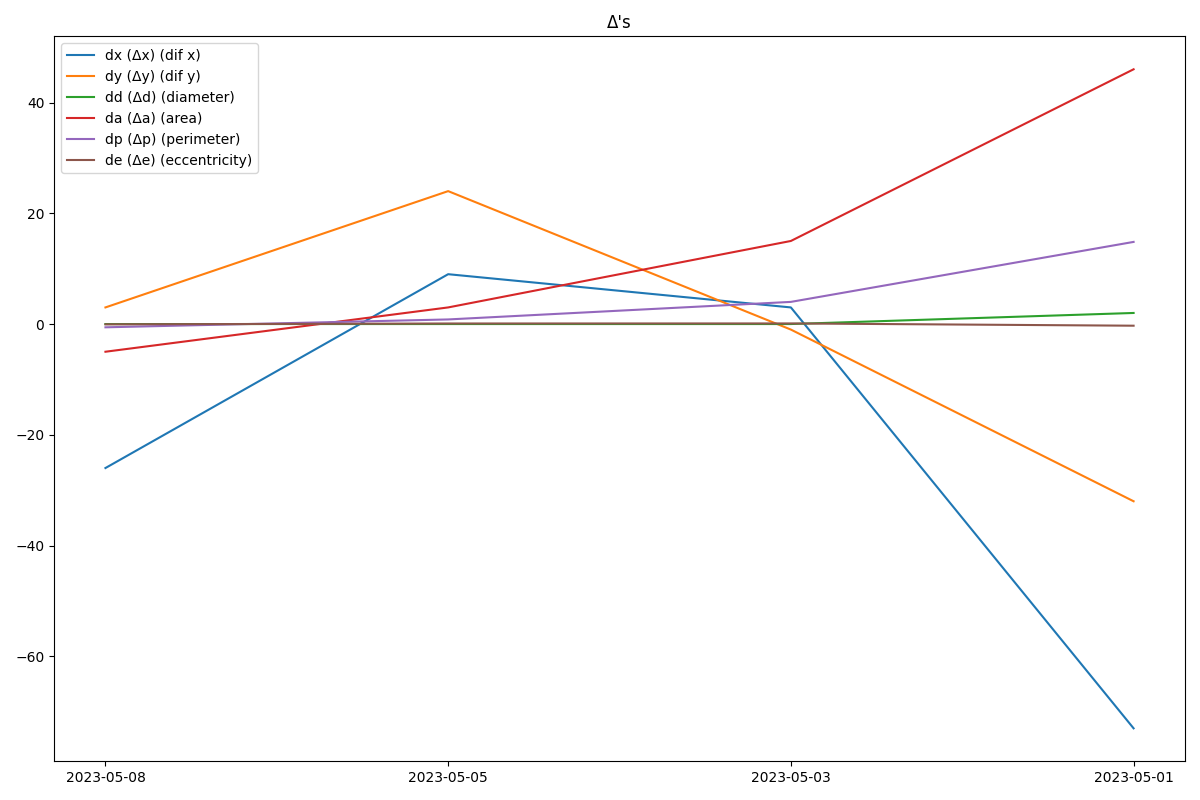 Δ's
dx (Δx) (dif x)
dy (Δy) (dif y)
dd (Δd) (diameter)
da (Δa) (area)
dp (Δp) (perimeter)
de (Δe) (eccentricity)
40
20
0
−20
−40
−60
2023-05-08 2023-05-05 2023-05-03 2023-05-01